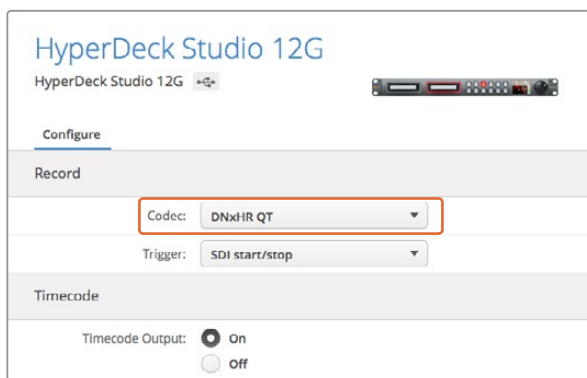 HyperDeck Studio 12G
HyperDeck Studio 12G
Configure
Record
Codec: DNxHR QT
Trigger: SDI start/stop
Timecode
Timecode Output: On
Off